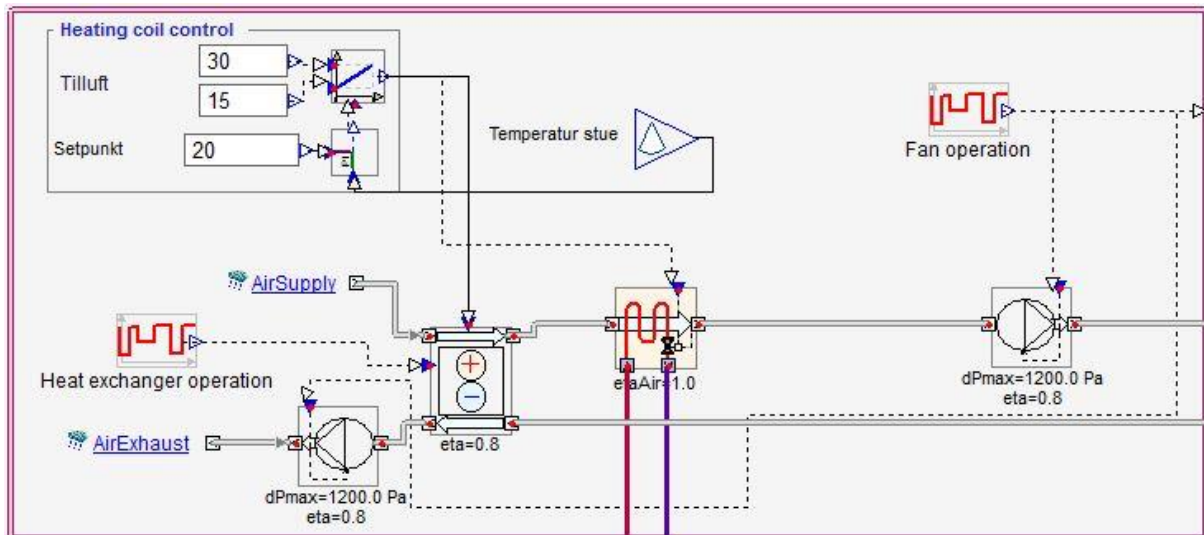 Heating coil control
Tilluft
30
15
Setpunkt
20
Temperatur stue
Fan operation
AirSupply
Heat exchanger operation
etaAir=1.0
dPmax=1200.0 Pa
eta=0.8
AirExhaust
eta=0.8
dPmax=1200.0 Pa
eta=0.8